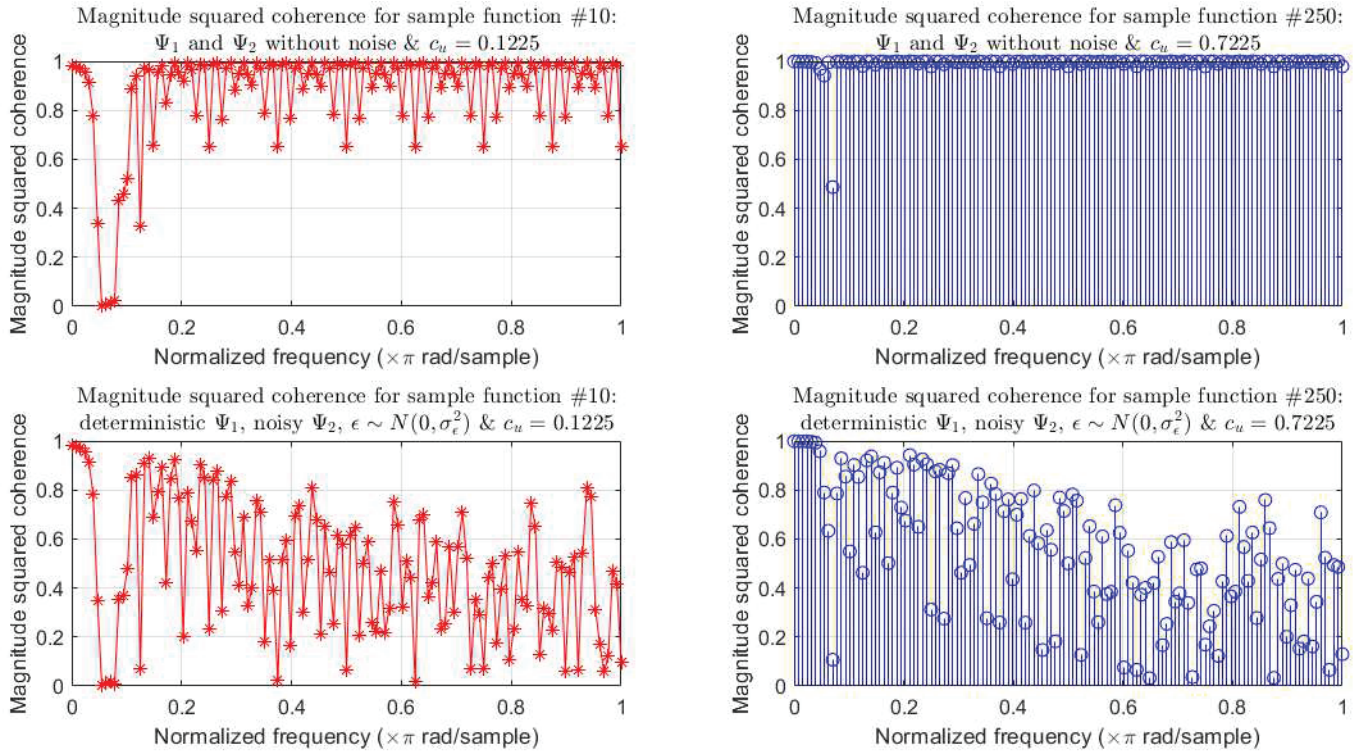 Magnitude squared coherence for sample function #10:
Ψ₁ and Ψ₂ without noise & c_u = 0.1225
Magnitude squared coherence
1
0.8
0.6
0.4
0.2
0
0 0.2 0.4 0.6 0.8 1
Normalized frequency (×π rad/sample)
Magnitude squared coherence for sample function #250:
Ψ₁ and Ψ₂ without noise & c_u = 0.7225
Magnitude squared coherence
1
0.8
0.6
0.4
0.2
0
0 0.2 0.4 0.6 0.8 1
Normalized frequency (×π rad/sample)
Magnitude squared coherence for sample function #10:
deterministic Ψ₁, noisy Ψ₂, ϵ ∼ N(0, σ_ϵ²) & c_u = 0.1225
Magnitude squared coherence
1
0.8
0.6
0.4
0.2
0
0 0.2 0.4 0.6 0.8 1
Normalized frequency (×π rad/sample)
Magnitude squared coherence for sample function #250:
deterministic Ψ₁, noisy Ψ₂, ϵ ∼ N(0, σ_ϵ²) & c_u = 0.7225
Magnitude squared coherence
1
0.8
0.6
0.4
0.2
0
0 0.2 0.4 0.6 0.8 1
Normalized frequency (×π rad/sample)